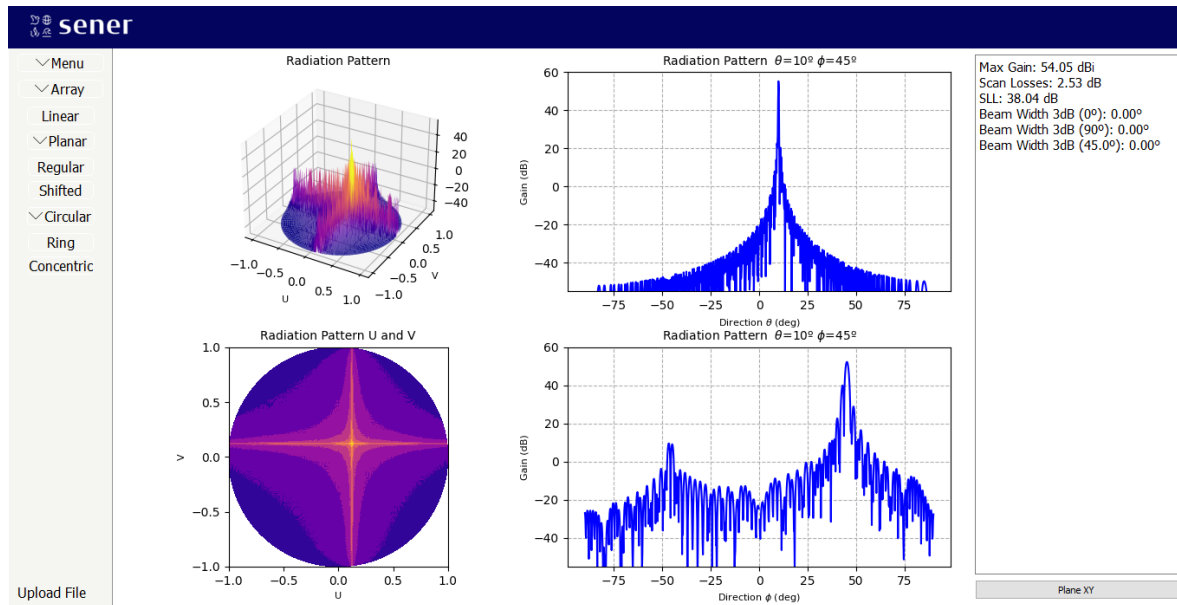 sener
Menu
Array
Linear
Planar
Regular
Shifted
Circular
Ring
Concentric
Upload File
Radiation Pattern
40
20
0
−20
−40
−1.0
−0.5
0.0
0.5
1.0
U
−1.0
−0.5
0.0
0.5
1.0
V
Radiation Pattern θ=10º ϕ=45º
60
40
20
0
−20
−40
Gain (dB)
−75 −50 −25 0 25 50 75
Direction θ (deg)
Radiation Pattern U and V
1.0
0.5
0.0
−0.5
−1.0
V
−1.0 −0.5 0.0 0.5 1.0
U
Radiation Pattern θ=10º ϕ=45º
60
40
20
0
−20
−40
Gain (dB)
−75 −50 −25 0 25 50 75
Direction ϕ (deg)
Max Gain: 54.05 dBi
Scan Losses: 2.53 dB
SLL: 38.04 dB
Beam Width 3dB (0º): 0.00º
Beam Width 3dB (90º): 0.00º
Beam Width 3dB (45.0º): 0.00º
Plane XY